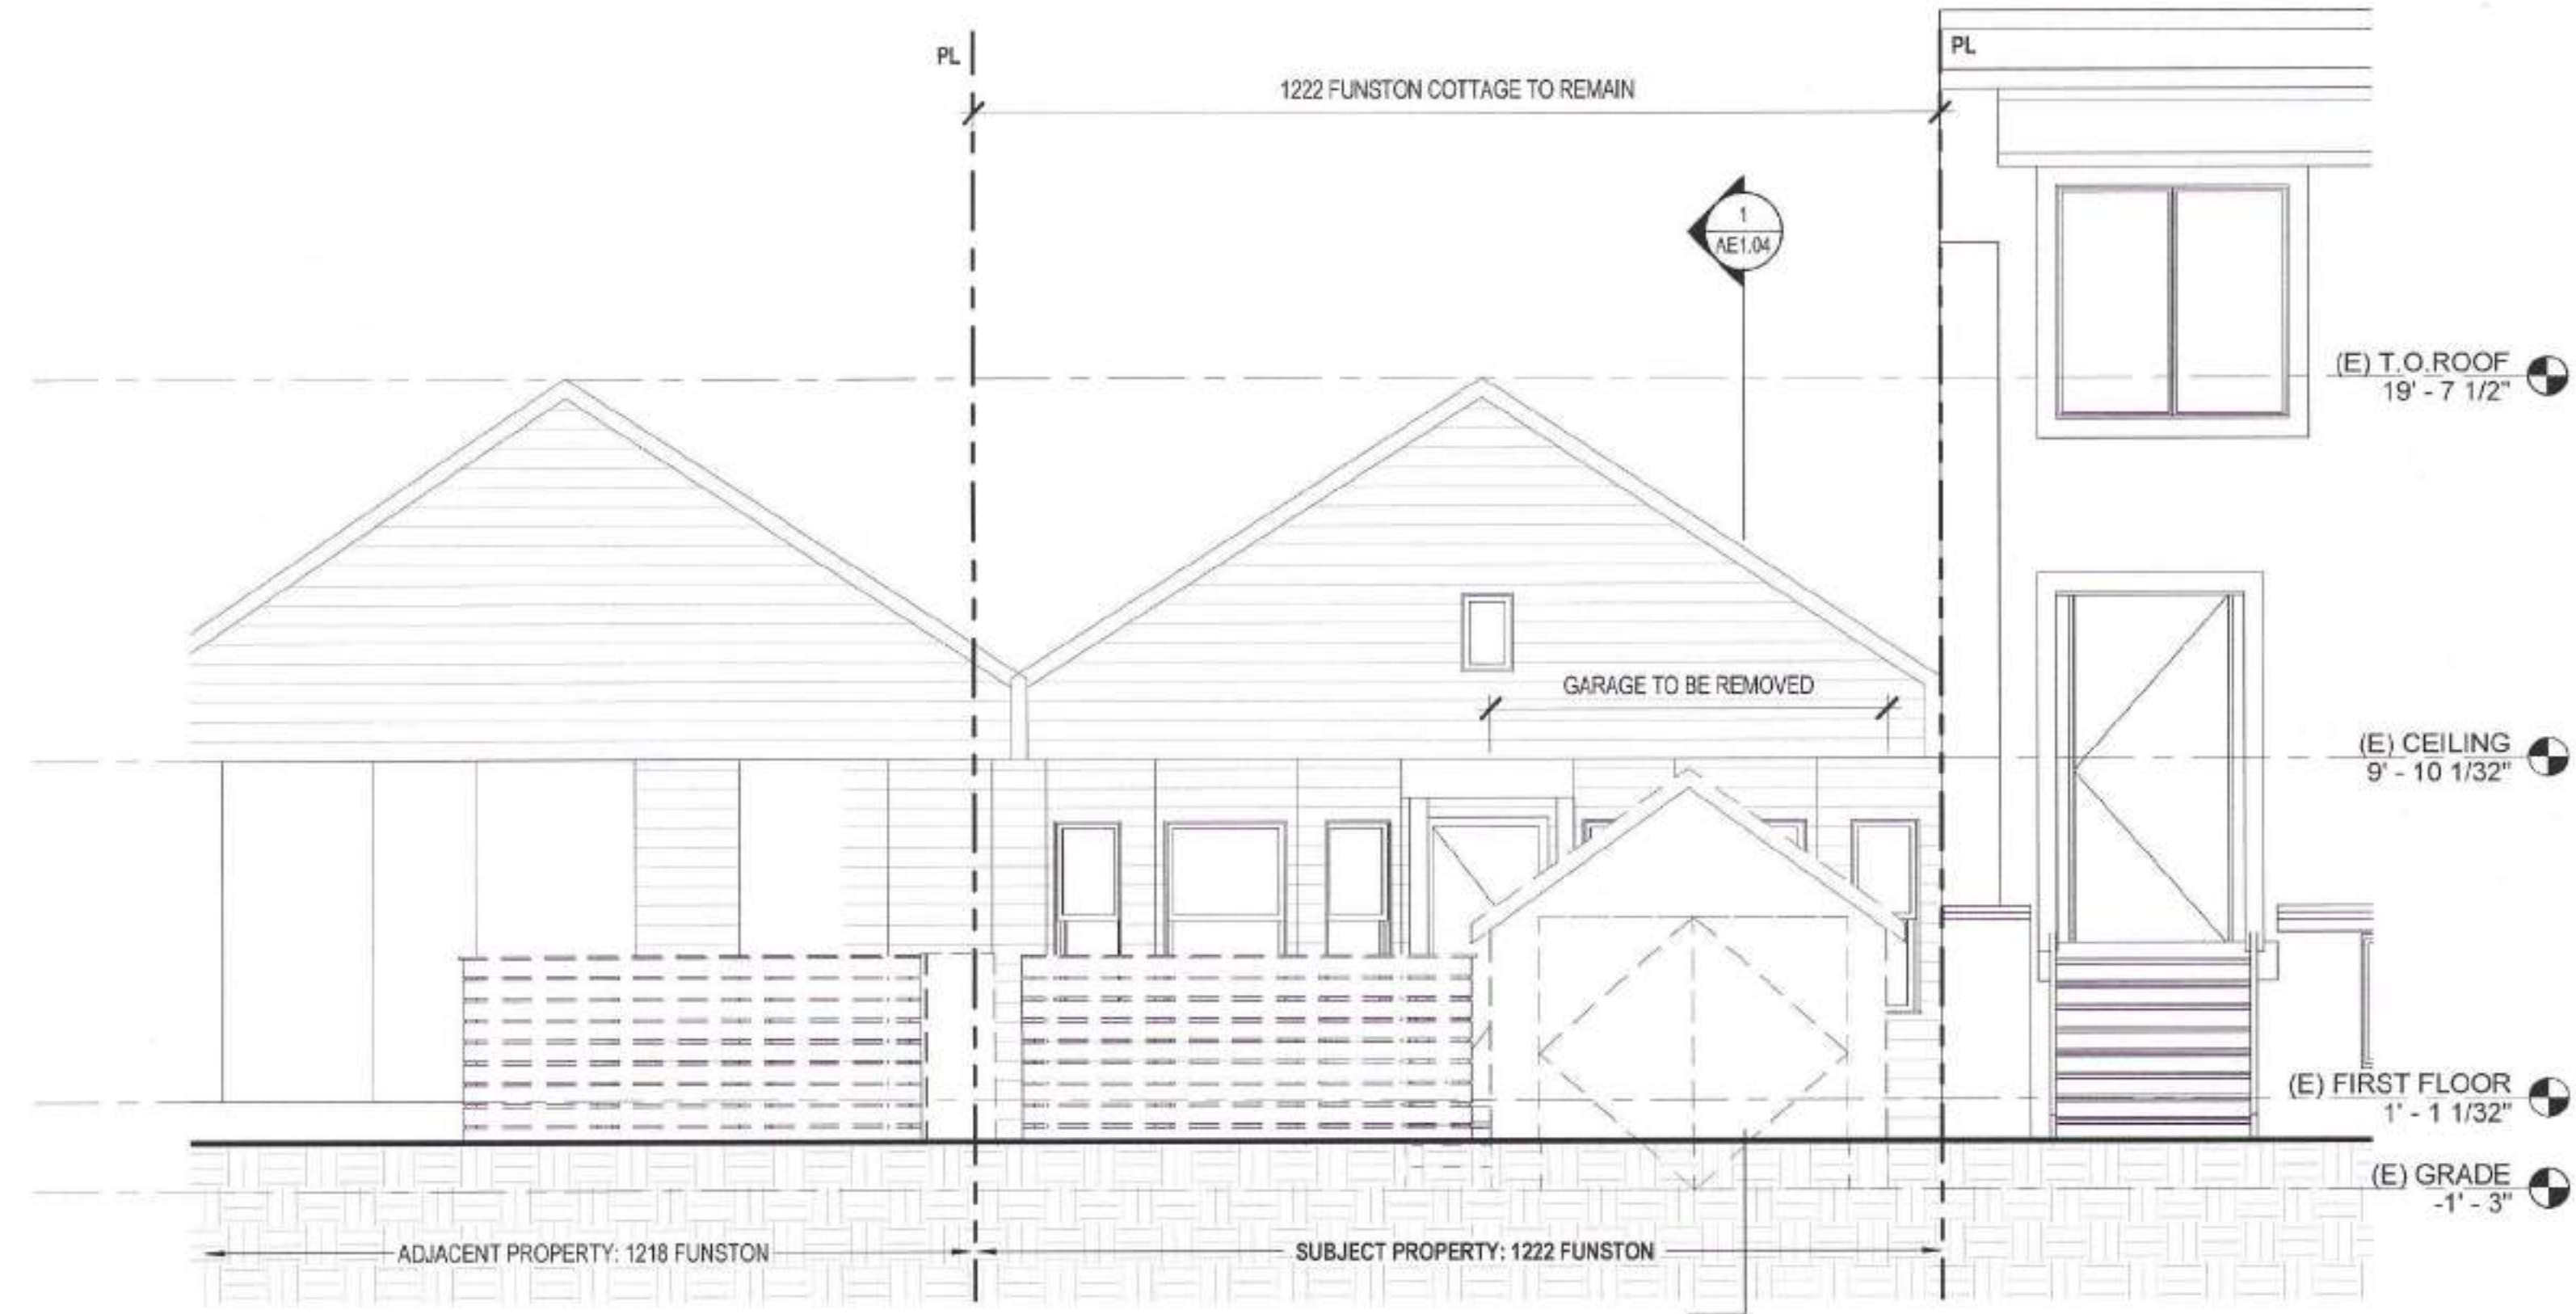 PL
PL
1222 FUNSTON COTTAGE TO REMAIN
1
AE1.04
(E) T.O.ROOF
19' - 7 1/2"
GARAGE TO BE REMOVED
(E) CEILING
9' - 10 1/32"
(E) FIRST FLOOR
1' - 1 1/32"
(E) GRADE
-1' - 3"
ADJACENT PROPERTY: 1218 FUNSTON
SUBJECT PROPERTY: 1222 FUNSTON